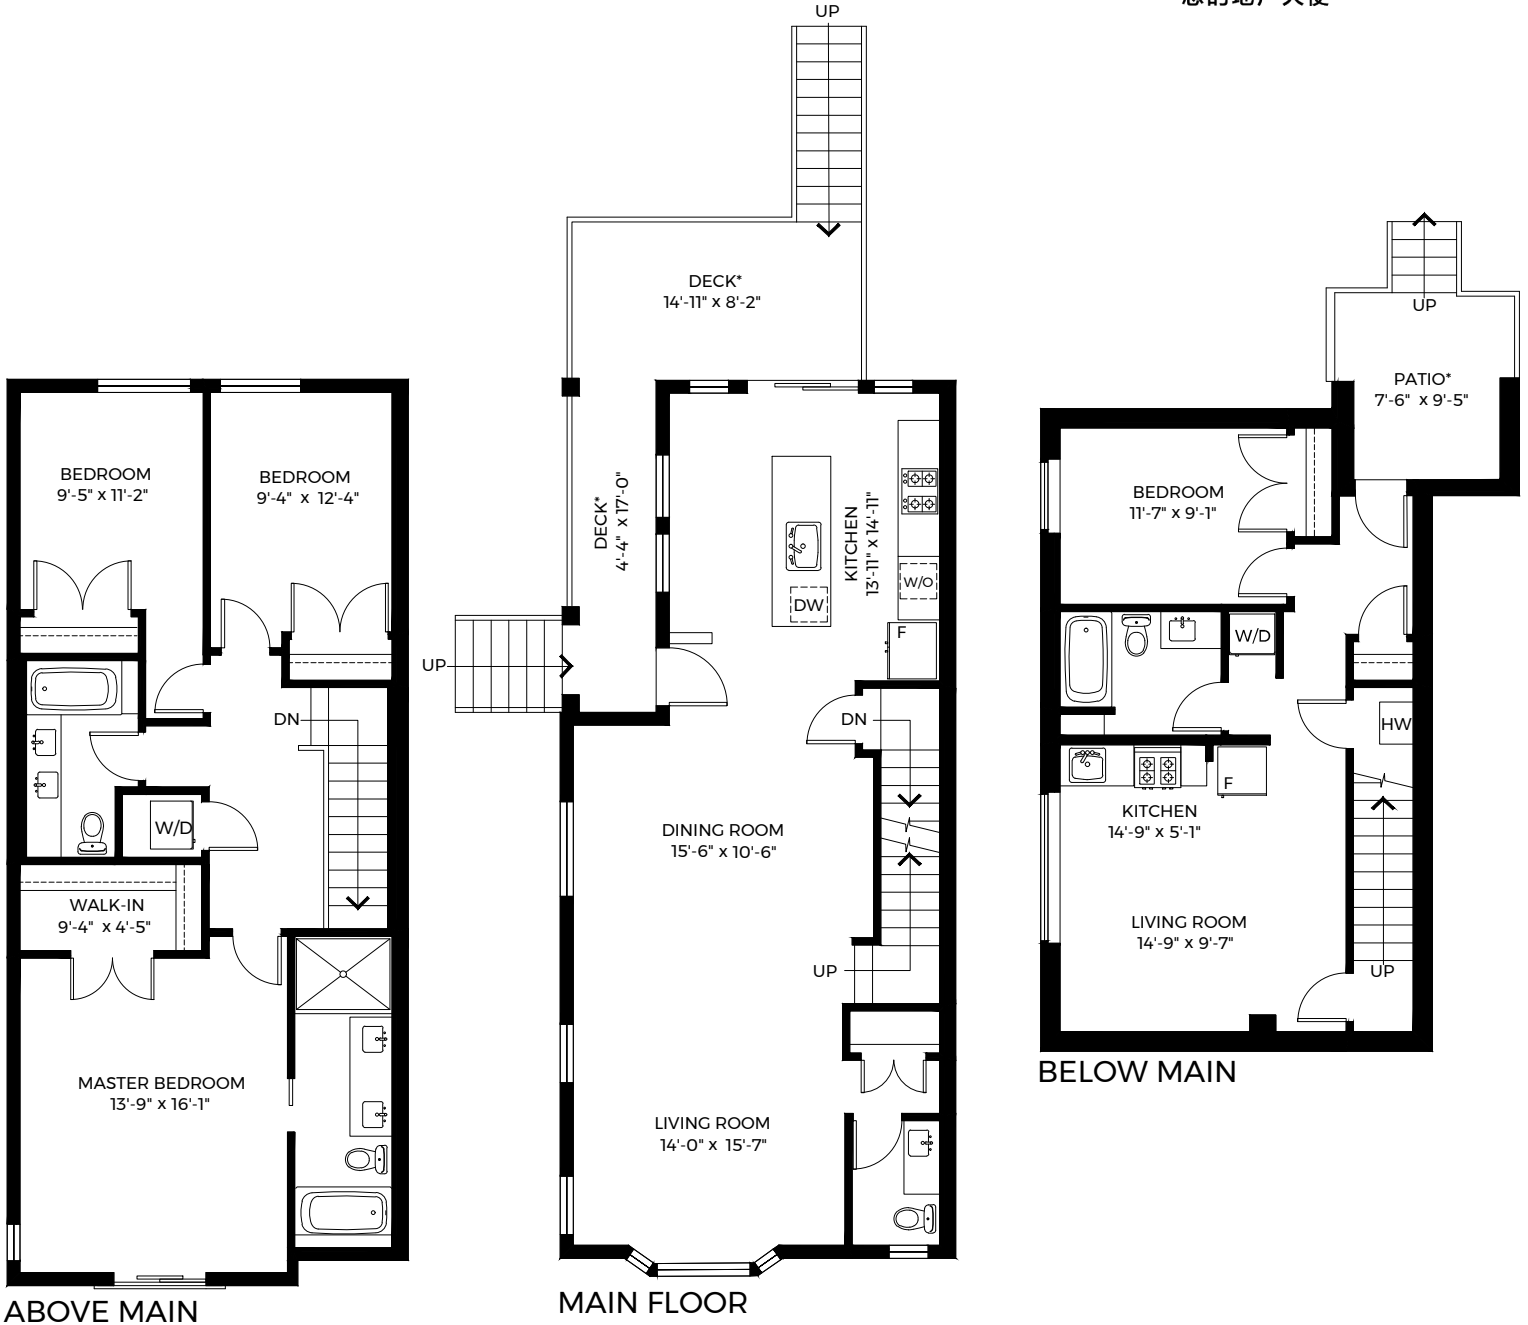 UP
DECK*
14'-11" x 8'-2"
DECK*
4'-4" x 17'-0"
KITCHEN
13'-11" x 14'-11"
DW
W/O
F
UP
DN
DINING ROOM
15'-6" x 10'-6"
UP
LIVING ROOM
14'-0" x 15'-7"
MAIN FLOOR
BEDROOM
9'-5" x 11'-2"
BEDROOM
9'-4" x 12'-4"
DN
W/D
WALK-IN
9'-4" x 4'-5"
MASTER BEDROOM
13'-9" x 16'-1"
ABOVE MAIN
UP
PATIO*
7'-6" x 9'-5"
BEDROOM
11'-7" x 9'-1"
W/D
HW
F
KITCHEN
14'-9" x 5'-1"
LIVING ROOM
14'-9" x 9'-7"
UP
BELOW MAIN